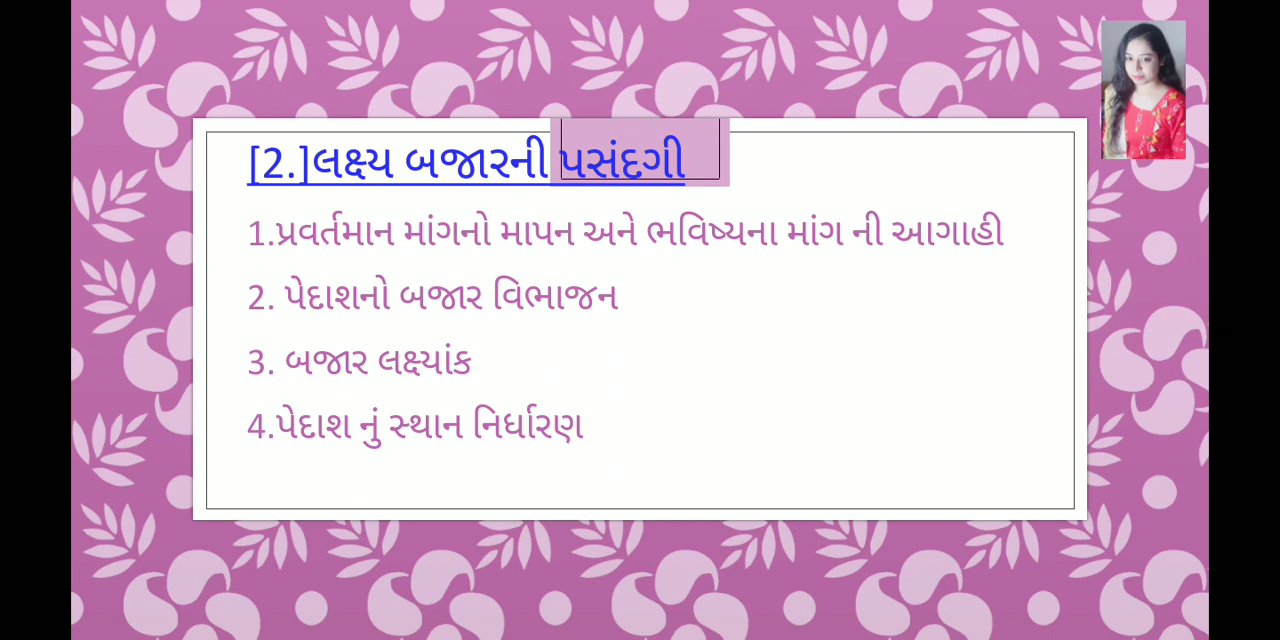 [2.]લક્ષ્ય બજારની પસંદગી
1.પ્રવર્તમાન માંગનો માપન અને ભવિષ્યના માંગ ની આગાહી
2. પેદાશનો બજાર વિભાજન
3. બજાર લક્ષ્યાંક
4.પેદાશ નું સ્થાન નિર્ધારણ